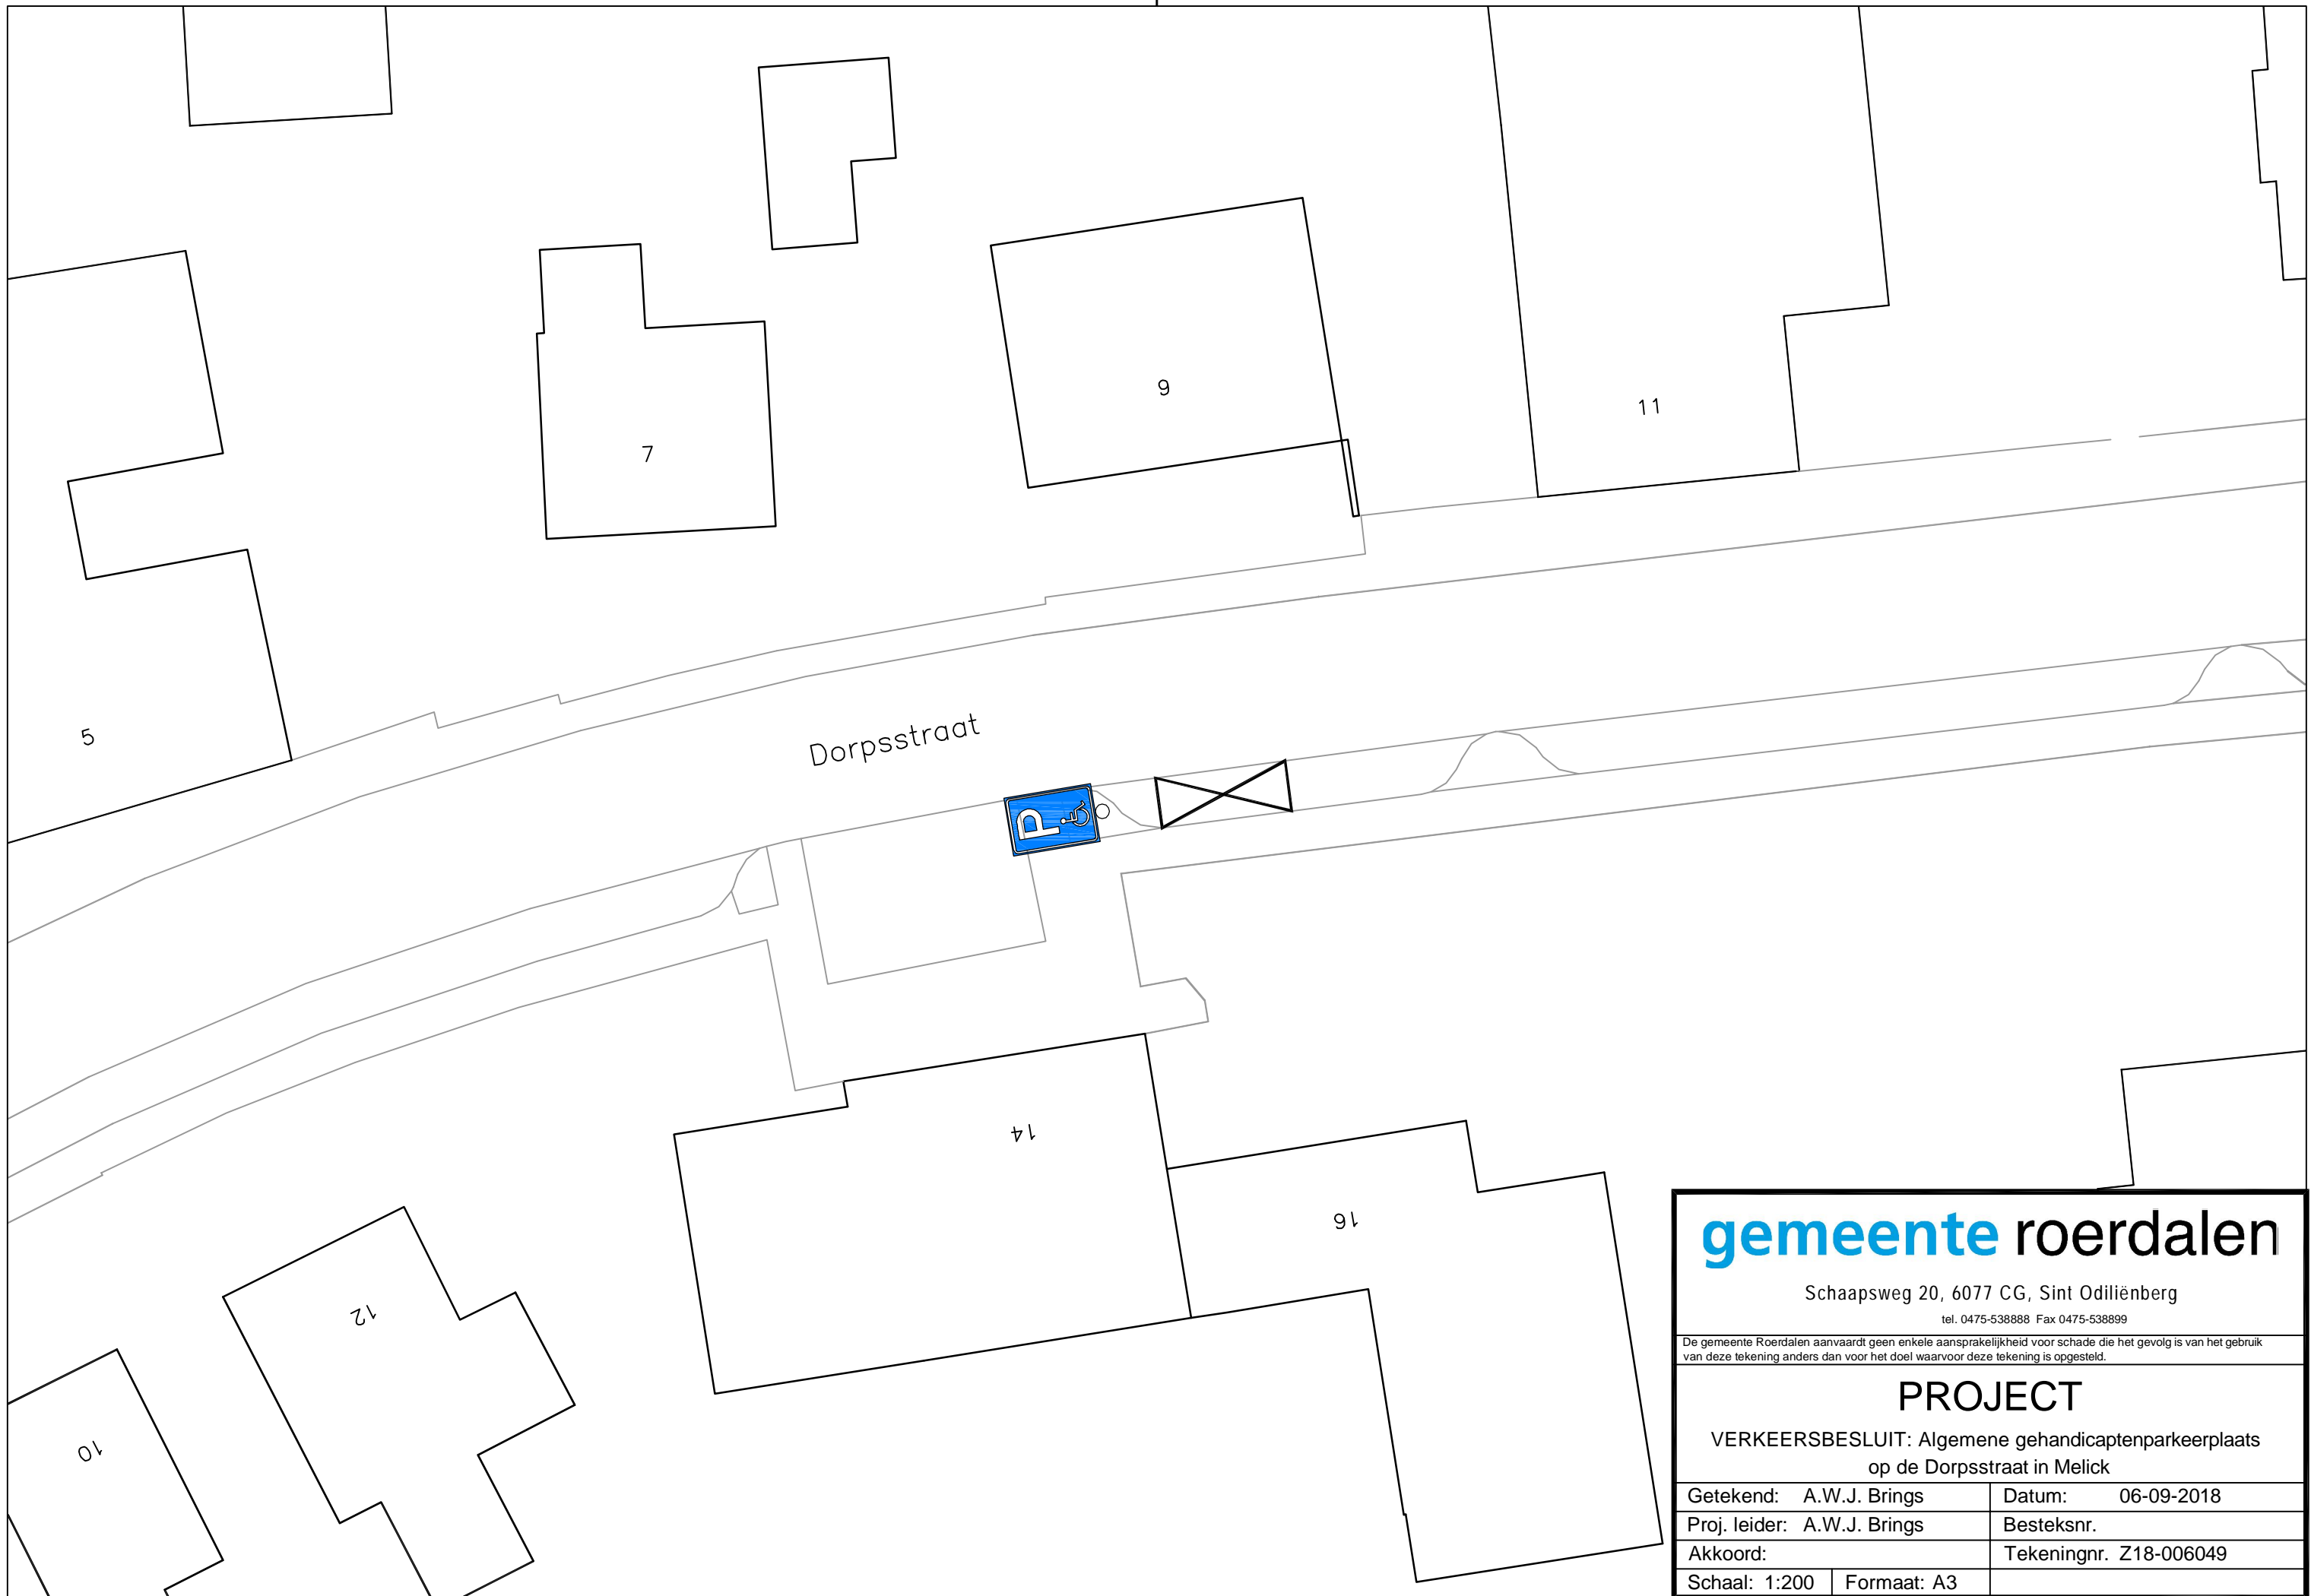 9
11
7
5
Dorpsstraat
P
14
16
12
10
gemeente roerdalen
Schaapsweg 20, 6077 CG, Sint Odiliënberg
tel. 0475-538888 Fax 0475-538899
De gemeente Roerdalen aanvaardt geen enkele aansprakelijkheid voor schade die het gevolg is van het gebruik
van deze tekening anders dan voor het doel waarvoor deze tekening is opgesteld.
PROJECT
VERKEERSBESLUIT: Algemene gehandicaptenparkeerplaats
op de Dorpsstraat in Melick
Getekend: A.W.J. Brings Datum: 06-09-2018
Proj. leider: A.W.J. Brings Besteksnr.
Akkoord: Tekeningnr. Z18-006049
Schaal: 1:200 Formaat: A3